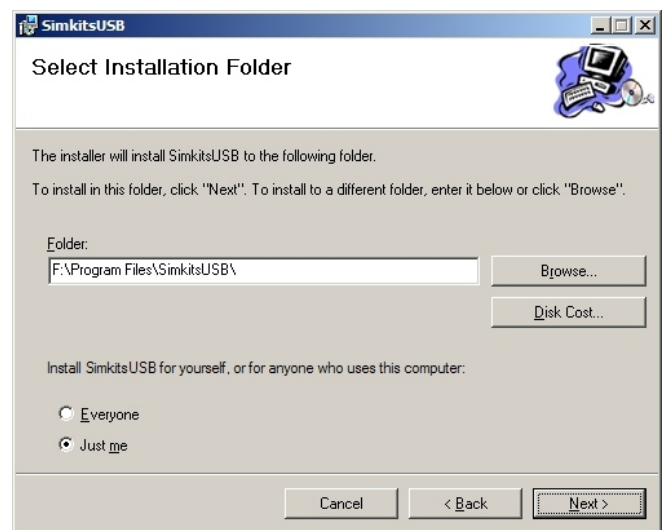 SimkitsUSB
Select Installation Folder
The installer will install SimkitsUSB to the following folder.
To install in this folder, click "Next". To install to a different folder, enter it below or click "Browse".
Folder:
F:\Program Files\SimkitsUSB\
Browse...
Disk Cost...
Install SimkitsUSB for yourself, or for anyone who uses this computer:
Everyone
Just me
Cancel
< Back
Next >